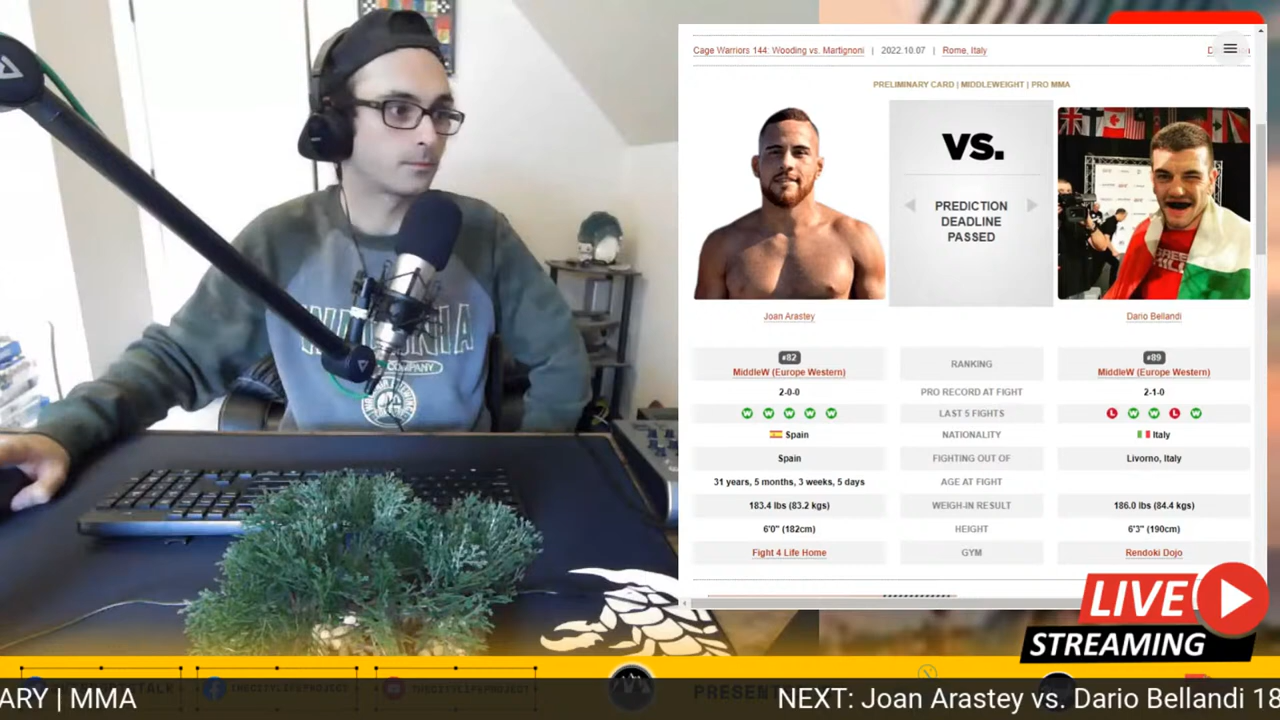 Cage Warriors 144: Wooding vs. Martignoni | 2022.10.07 | Rome, Italy
PRELIMINARY CARD | MIDDLEWEIGHT | PRO MMA
VS.
PREDICTION
DEADLINE
PASSED
Joan Arastey
Dario Bellandi
#82 RANKING #89
MiddleW (Europe Western) MiddleW (Europe Western)
2-0-0 PRO RECORD AT FIGHT 2-1-0
W W W W W LAST 5 FIGHTS L W W L W
Spain NATIONALITY Italy
Spain FIGHTING OUT OF Livorno, Italy
31 years, 5 months, 3 weeks, 5 days AGE AT FIGHT
183.4 lbs (83.2 kgs) WEIGH-IN RESULT 186.0 lbs (84.4 kgs)
6'0" (182cm) HEIGHT 6'3" (190cm)
Fight 4 Life Home GYM Rendoki Dojo
COMPANY
LIVE
STREAMING
ARY | MMA
NEXT: Joan Arastey vs. Dario Bellandi 18